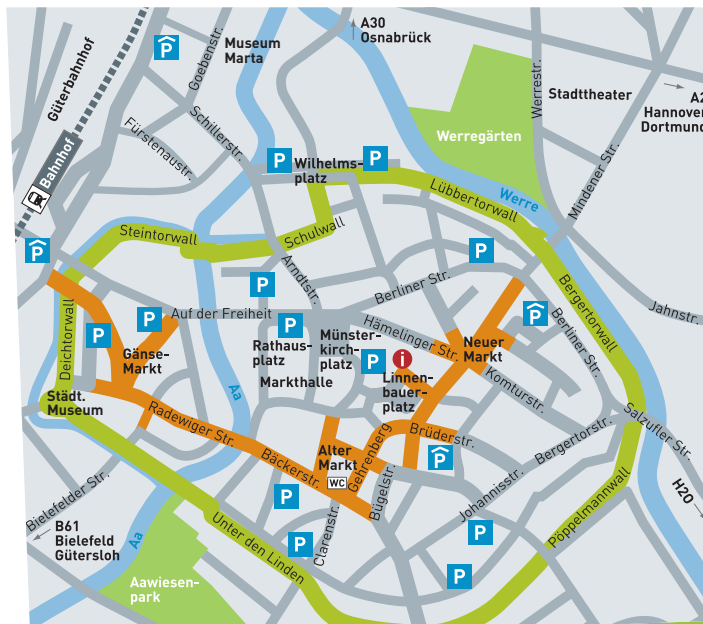 A30
Osnabrück
Museum
Marta
Goebenstr.
Güterbahnhof
Bahnhof
Schillerstr.
Fürstenaustr.
Werrestr.
Stadttheater
A2
Hannover
Dortmund
Werregärten
Mindener Str.
P
P
P
Wilhelms-
platz
Lübbertorwall
Werre
Steintorwall
Schulwall
Aa
P
P
P
Arndtstr.
Berliner Str.
Bergertorwall
Jahnstr.
Deichtorwall
P
P
Auf der Freiheit
P
P
Berliner Str.
Gänse-
Markt
Rathaus-
platz
Münster-
kirch-
platz
P
i
Hämelinger Str.
Neuer
Markt
Markthalle
Linnen-
bauer-
platz
Komturstr.
Aa
Städt.
Museum
Radewiger Str.
Bäckerstr.
Alter
Markt
WC
Gehrenberg
Brüderstr.
P
Bergertorstr.
Salzufler Str.
Bügelstr.
Johannisstr.
H20
Bielefelder Str.
P
Clarenstr.
Pöppelmannwall
B61
Bielefeld
Gütersloh
Aa
Unter den Linden
P
P
P
Aawiesen-
park